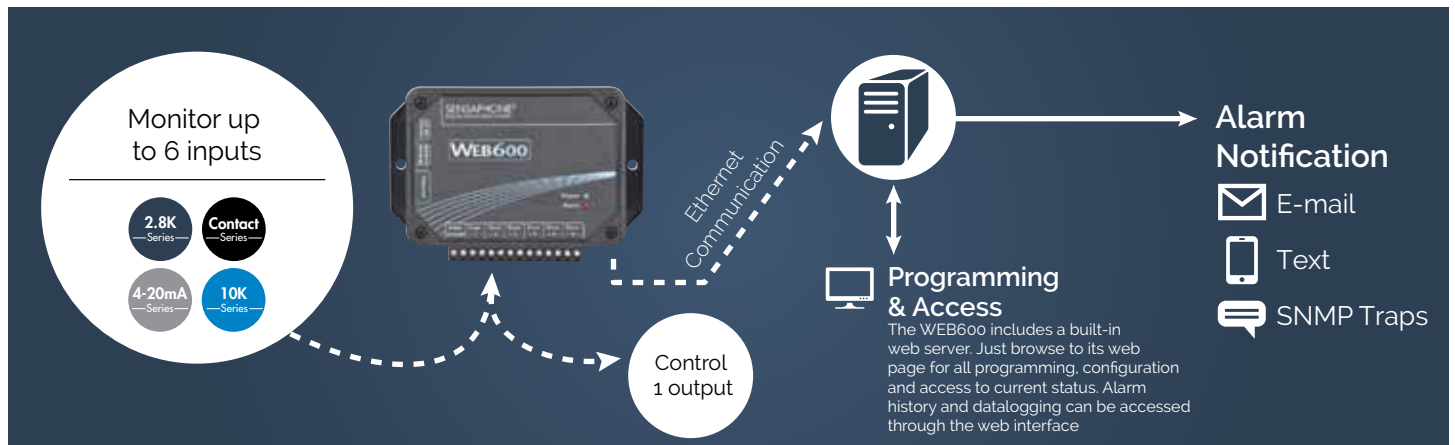 Monitor up
to 6 inputs
2.8K
Series
Contact
Series
4-20mA
Series
10K
Series
SENSAPHONE®
WEB600
Ethernet
Communication
Control
1 output
Programming
& Access
The WEB600 includes a built-in
web server. Just browse to its web
page for all programming, configuration
and access to current status. Alarm
history and datalogging can be accessed
through the web interface
Alarm
Notification
E-mail
Text
SNMP Traps